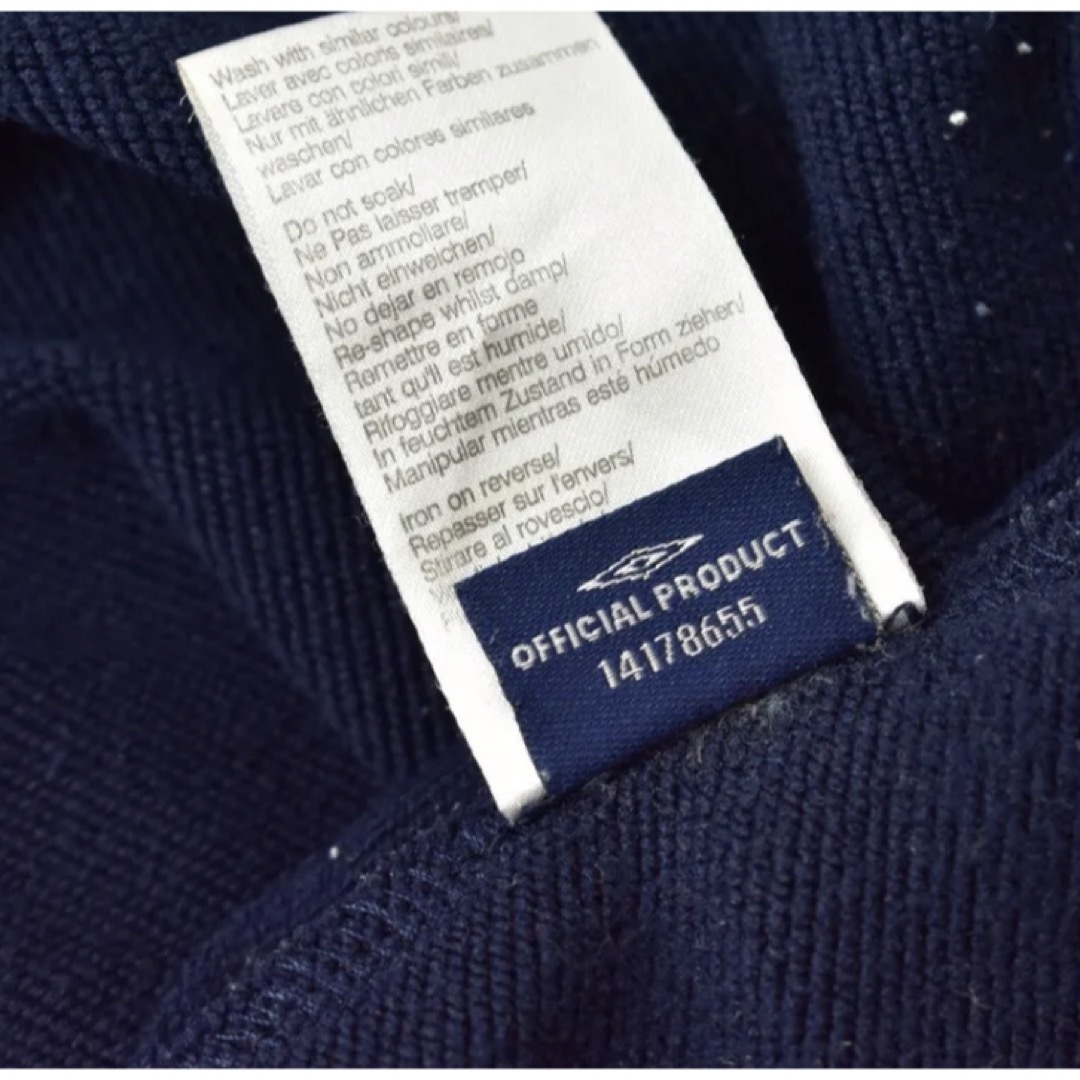 Wash with similar colours/
Laver avec colors similaires/
Lavare con colori simili/
Nur mit ähnlichen Farben zusammen
waschen/
Lavar con colores similares
Do not soak/
Ne Pas laisser tremper/
Non ammollare/
Nicht einweichen/
No dejar en remojo
Re-shape whilst damp/
Remettre en forme
tant qu'il est humide/
Rifloggiare mentre umido/
In feuchtem Zustand in Form ziehen/
Manipular mientras esté húmedo
Iron on reverse/
Repasser sur l'envers/
Stirare al rovescio/
OFFICIAL PRODUCT
14178655